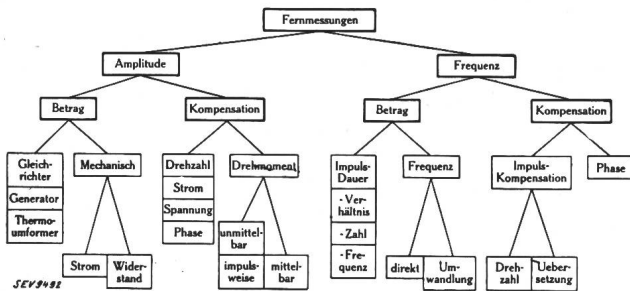 Fernmessungen
Amplitude
Frequenz
Betrag
Kompensation
Betrag
Kompensation
Gleich-
richter
Generator
Thermo-
umformer
Mechanisch
Drehzahl
Strom
Spannung
Phase
Drehmoment
Impuls-
Dauer
-Ver-
hältnis
-Zahl
-Fre-
quenz
Frequenz
Impuls-
Kompensation
Phase
Strom
Wider-
stand
unmittel-
bar
impuls-
weise
mittel-
bar
direkt
Um-
wandlung
Dreh-
zahl
Ueber-
setzung
SEV9492